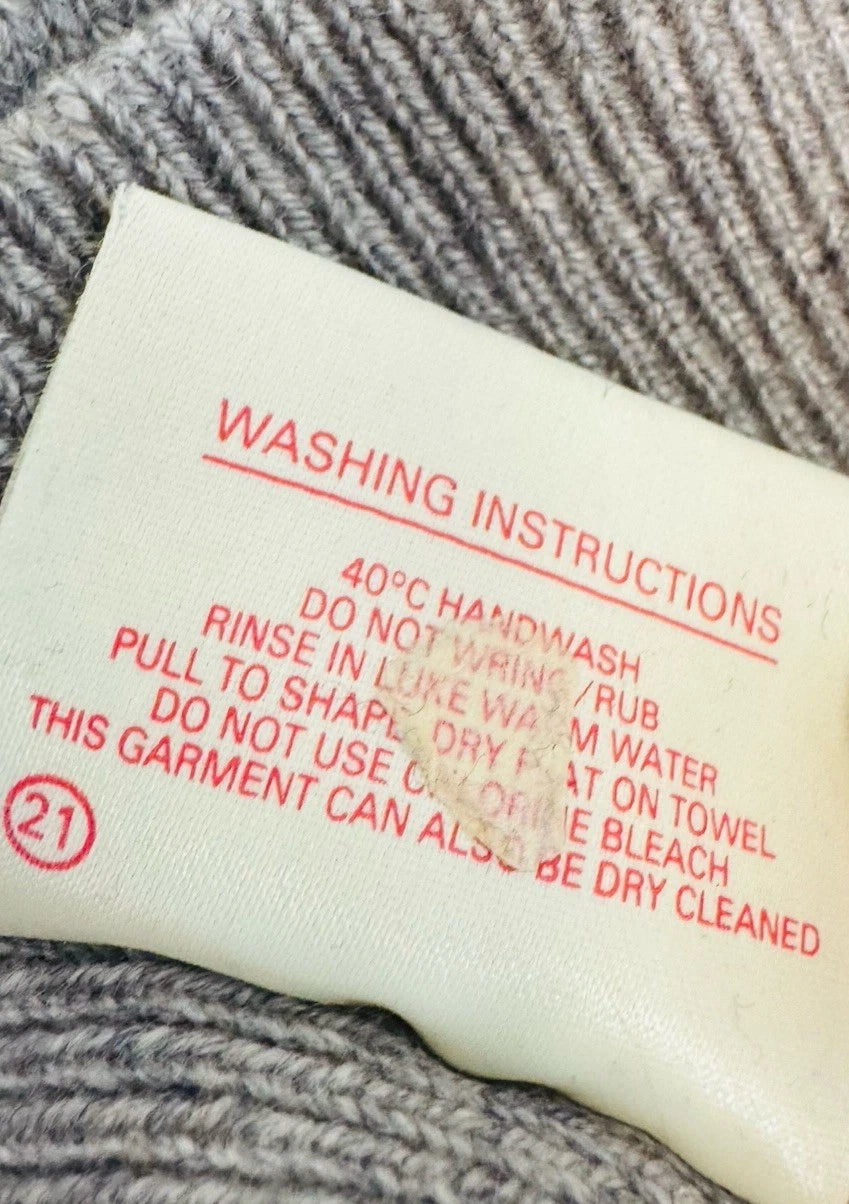 WASHING INSTRUCTIONS
40°C HANDWASH
DO NOT WRING/RUB
RINSE IN LUKE WARM WATER
PULL TO SHAPE DRY FLAT ON TOWEL
DO NOT USE CHLORINE BLEACH
THIS GARMENT CAN ALSO BE DRY CLEANED
21